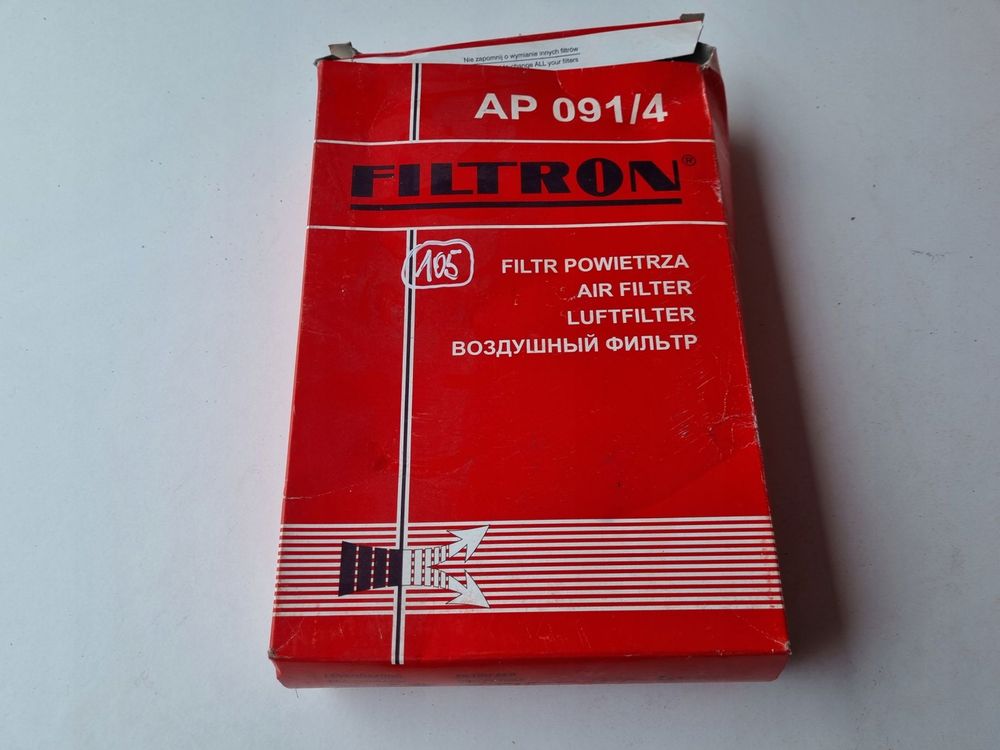 Nie zapomnij o wymianie innych filtrów
change ALL your filters
AP 091/4
FILTRON®
105
FILTR POWIETRZA
AIR FILTER
LUFTFILTER
ВОЗДУШНЫЙ ФИЛЬТР